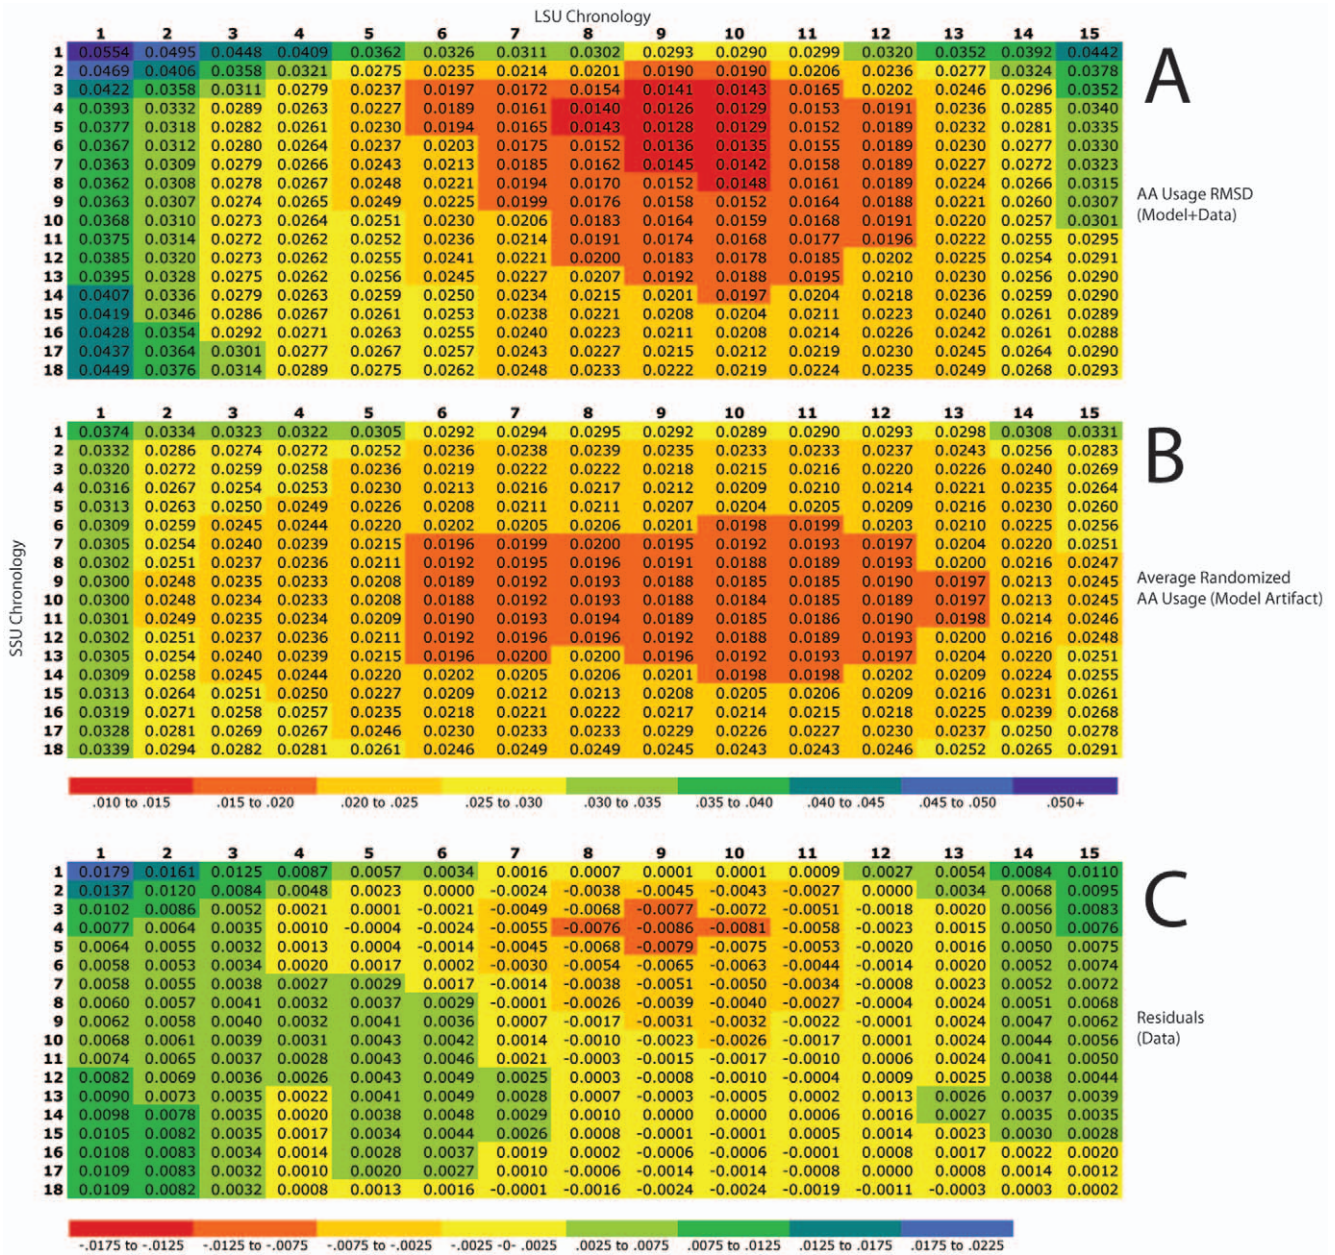 LSU Chronology
1 2 3 4 5 6 7 8 9 10 11 12 13 14 15
1 0.0554 0.0495 0.0448 0.0409 0.0362 0.0326 0.0311 0.0302 0.0293 0.0290 0.0299 0.0320 0.0352 0.0392 0.0442
2 0.0469 0.0406 0.0358 0.0321 0.0275 0.0235 0.0214 0.0201 0.0190 0.0190 0.0206 0.0236 0.0277 0.0324 0.0378
3 0.0422 0.0358 0.0311 0.0279 0.0237 0.0197 0.0172 0.0154 0.0141 0.0143 0.0165 0.0202 0.0246 0.0296 0.0352
4 0.0393 0.0332 0.0289 0.0263 0.0227 0.0189 0.0161 0.0140 0.0126 0.0129 0.0153 0.0191 0.0236 0.0285 0.0340
5 0.0377 0.0318 0.0282 0.0261 0.0230 0.0194 0.0165 0.0143 0.0128 0.0129 0.0152 0.0189 0.0232 0.0281 0.0335
6 0.0367 0.0312 0.0280 0.0264 0.0237 0.0203 0.0175 0.0152 0.0136 0.0135 0.0155 0.0189 0.0230 0.0277 0.0330
7 0.0363 0.0309 0.0279 0.0266 0.0243 0.0213 0.0185 0.0162 0.0145 0.0142 0.0158 0.0189 0.0227 0.0272 0.0323
8 0.0362 0.0308 0.0278 0.0267 0.0248 0.0221 0.0194 0.0170 0.0152 0.0148 0.0161 0.0189 0.0224 0.0266 0.0315
9 0.0363 0.0307 0.0274 0.0265 0.0249 0.0225 0.0199 0.0176 0.0158 0.0152 0.0164 0.0188 0.0221 0.0260 0.0307
10 0.0368 0.0310 0.0273 0.0264 0.0251 0.0230 0.0206 0.0183 0.0164 0.0159 0.0168 0.0191 0.0220 0.0257 0.0301
11 0.0375 0.0314 0.0272 0.0262 0.0252 0.0236 0.0214 0.0191 0.0174 0.0168 0.0177 0.0196 0.0222 0.0255 0.0295
12 0.0385 0.0320 0.0273 0.0262 0.0255 0.0241 0.0221 0.0200 0.0183 0.0178 0.0185 0.0202 0.0225 0.0254 0.0291
13 0.0395 0.0328 0.0275 0.0262 0.0256 0.0245 0.0227 0.0207 0.0192 0.0188 0.0195 0.0210 0.0230 0.0256 0.0290
14 0.0407 0.0336 0.0279 0.0263 0.0259 0.0250 0.0234 0.0215 0.0201 0.0197 0.0204 0.0218 0.0236 0.0259 0.0290
15 0.0419 0.0346 0.0286 0.0267 0.0261 0.0253 0.0238 0.0221 0.0208 0.0204 0.0211 0.0223 0.0240 0.0261 0.0289
16 0.0428 0.0354 0.0292 0.0271 0.0263 0.0255 0.0240 0.0223 0.0211 0.0208 0.0214 0.0226 0.0242 0.0261 0.0288
17 0.0437 0.0364 0.0301 0.0277 0.0267 0.0257 0.0243 0.0227 0.0215 0.0212 0.0219 0.0230 0.0245 0.0264 0.0290
18 0.0449 0.0376 0.0314 0.0289 0.0275 0.0262 0.0248 0.0233 0.0222 0.0219 0.0224 0.0235 0.0249 0.0268 0.0293
A
AA Usage RMSD
(Model+Data)
SSU Chronology
1 2 3 4 5 6 7 8 9 10 11 12 13 14 15
1 0.0374 0.0334 0.0323 0.0322 0.0305 0.0292 0.0294 0.0295 0.0292 0.0289 0.0290 0.0293 0.0298 0.0308 0.0331
2 0.0332 0.0286 0.0274 0.0272 0.0252 0.0236 0.0238 0.0239 0.0235 0.0233 0.0233 0.0237 0.0243 0.0256 0.0283
3 0.0320 0.0272 0.0259 0.0258 0.0236 0.0219 0.0222 0.0222 0.0218 0.0215 0.0216 0.0220 0.0226 0.0240 0.0269
4 0.0316 0.0267 0.0254 0.0253 0.0230 0.0213 0.0216 0.0217 0.0212 0.0209 0.0210 0.0214 0.0221 0.0235 0.0264
5 0.0313 0.0263 0.0250 0.0249 0.0226 0.0208 0.0211 0.0211 0.0207 0.0204 0.0205 0.0209 0.0216 0.0230 0.0260
6 0.0309 0.0259 0.0245 0.0244 0.0220 0.0202 0.0205 0.0206 0.0201 0.0198 0.0199 0.0203 0.0210 0.0225 0.0256
7 0.0305 0.0254 0.0240 0.0239 0.0215 0.0196 0.0199 0.0200 0.0195 0.0192 0.0193 0.0197 0.0204 0.0220 0.0251
8 0.0302 0.0251 0.0237 0.0236 0.0211 0.0192 0.0195 0.0196 0.0191 0.0188 0.0189 0.0193 0.0200 0.0216 0.0247
9 0.0300 0.0248 0.0235 0.0233 0.0208 0.0189 0.0192 0.0193 0.0188 0.0185 0.0185 0.0190 0.0197 0.0213 0.0245
10 0.0300 0.0248 0.0234 0.0233 0.0208 0.0188 0.0192 0.0193 0.0188 0.0184 0.0185 0.0189 0.0197 0.0213 0.0245
11 0.0301 0.0249 0.0235 0.0234 0.0209 0.0190 0.0193 0.0194 0.0189 0.0185 0.0186 0.0190 0.0198 0.0214 0.0246
12 0.0302 0.0251 0.0237 0.0236 0.0211 0.0192 0.0196 0.0196 0.0192 0.0188 0.0189 0.0193 0.0200 0.0216 0.0248
13 0.0305 0.0254 0.0240 0.0239 0.0215 0.0196 0.0200 0.0200 0.0196 0.0192 0.0193 0.0197 0.0204 0.0220 0.0251
14 0.0309 0.0258 0.0245 0.0244 0.0220 0.0202 0.0205 0.0206 0.0201 0.0198 0.0198 0.0202 0.0209 0.0224 0.0255
15 0.0313 0.0264 0.0251 0.0250 0.0227 0.0209 0.0212 0.0213 0.0208 0.0205 0.0206 0.0209 0.0216 0.0231 0.0261
16 0.0319 0.0271 0.0258 0.0257 0.0235 0.0218 0.0221 0.0222 0.0217 0.0214 0.0215 0.0218 0.0225 0.0239 0.0268
17 0.0328 0.0281 0.0269 0.0267 0.0246 0.0230 0.0233 0.0233 0.0229 0.0226 0.0227 0.0230 0.0237 0.0250 0.0278
18 0.0339 0.0294 0.0282 0.0281 0.0261 0.0246 0.0249 0.0249 0.0245 0.0243 0.0243 0.0246 0.0252 0.0265 0.0291
B
Average Randomized
AA Usage (Model Artifact)
.010 to .015 .015 to .020 .020 to .025 .025 to .030 .030 to .035 .035 to .040 .040 to .045 .045 to .050 .050+
1 2 3 4 5 6 7 8 9 10 11 12 13 14 15
1 0.0179 0.0161 0.0125 0.0087 0.0057 0.0034 0.0016 0.0007 0.0001 0.0001 0.0009 0.0027 0.0054 0.0084 0.0110
2 0.0137 0.0120 0.0084 0.0048 0.0023 0.0000 -0.0024 -0.0038 -0.0045 -0.0043 -0.0027 0.0000 0.0034 0.0068 0.0095
3 0.0102 0.0086 0.0052 0.0021 0.0001 -0.0021 -0.0049 -0.0068 -0.0077 -0.0072 -0.0051 -0.0018 0.0020 0.0056 0.0083
4 0.0077 0.0064 0.0035 0.0010 -0.0004 -0.0024 -0.0055 -0.0076 -0.0086 -0.0081 -0.0058 -0.0023 0.0015 0.0050 0.0076
5 0.0064 0.0055 0.0032 0.0013 0.0004 -0.0014 -0.0045 -0.0068 -0.0079 -0.0075 -0.0053 -0.0020 0.0016 0.0050 0.0075
6 0.0058 0.0053 0.0034 0.0020 0.0017 0.0002 -0.0030 -0.0054 -0.0065 -0.0063 -0.0044 -0.0014 0.0020 0.0052 0.0074
7 0.0058 0.0055 0.0038 0.0027 0.0029 0.0017 -0.0014 -0.0038 -0.0051 -0.0050 -0.0034 -0.0008 0.0023 0.0052 0.0072
8 0.0060 0.0057 0.0041 0.0032 0.0037 0.0029 -0.0001 -0.0026 -0.0039 -0.0040 -0.0027 -0.0004 0.0024 0.0051 0.0068
9 0.0062 0.0058 0.0040 0.0032 0.0041 0.0036 0.0007 -0.0017 -0.0031 -0.0032 -0.0022 -0.0001 0.0024 0.0047 0.0062
10 0.0068 0.0061 0.0039 0.0031 0.0043 0.0042 0.0014 -0.0010 -0.0023 -0.0026 -0.0017 0.0001 0.0024 0.0044 0.0056
11 0.0074 0.0065 0.0037 0.0028 0.0043 0.0046 0.0021 -0.0003 -0.0015 -0.0017 -0.0010 0.0006 0.0024 0.0041 0.0050
12 0.0082 0.0069 0.0036 0.0026 0.0043 0.0049 0.0025 0.0003 -0.0008 -0.0010 -0.0004 0.0009 0.0025 0.0038 0.0044
13 0.0090 0.0073 0.0035 0.0022 0.0041 0.0049 0.0028 0.0007 -0.0003 -0.0005 0.0002 0.0013 0.0026 0.0037 0.0039
14 0.0098 0.0078 0.0035 0.0020 0.0038 0.0048 0.0029 0.0010 0.0000 0.0000 0.0006 0.0016 0.0027 0.0035 0.0035
15 0.0105 0.0082 0.0035 0.0017 0.0034 0.0044 0.0026 0.0008 -0.0001 -0.0001 0.0005 0.0014 0.0023 0.0030 0.0028
16 0.0108 0.0083 0.0034 0.0014 0.0028 0.0037 0.0019 0.0002 -0.0006 -0.0006 -0.0001 0.0008 0.0017 0.0022 0.0020
17 0.0109 0.0083 0.0032 0.0010 0.0020 0.0027 0.0010 -0.0006 -0.0014 -0.0014 -0.0008 0.0000 0.0008 0.0014 0.0012
18 0.0109 0.0082 0.0032 0.0008 0.0013 0.0016 -0.0001 -0.0016 -0.0024 -0.0024 -0.0019 -0.0011 -0.0003 0.0003 0.0002
C
Residuals
(Data)
-.0175 to -.0125 -.0125 to -.0075 -.0075 to -.0025 -.0025 -0- .0025 .0025 to .0075 .0075 to .0125 .0125 to .0175 .0175 to .0225